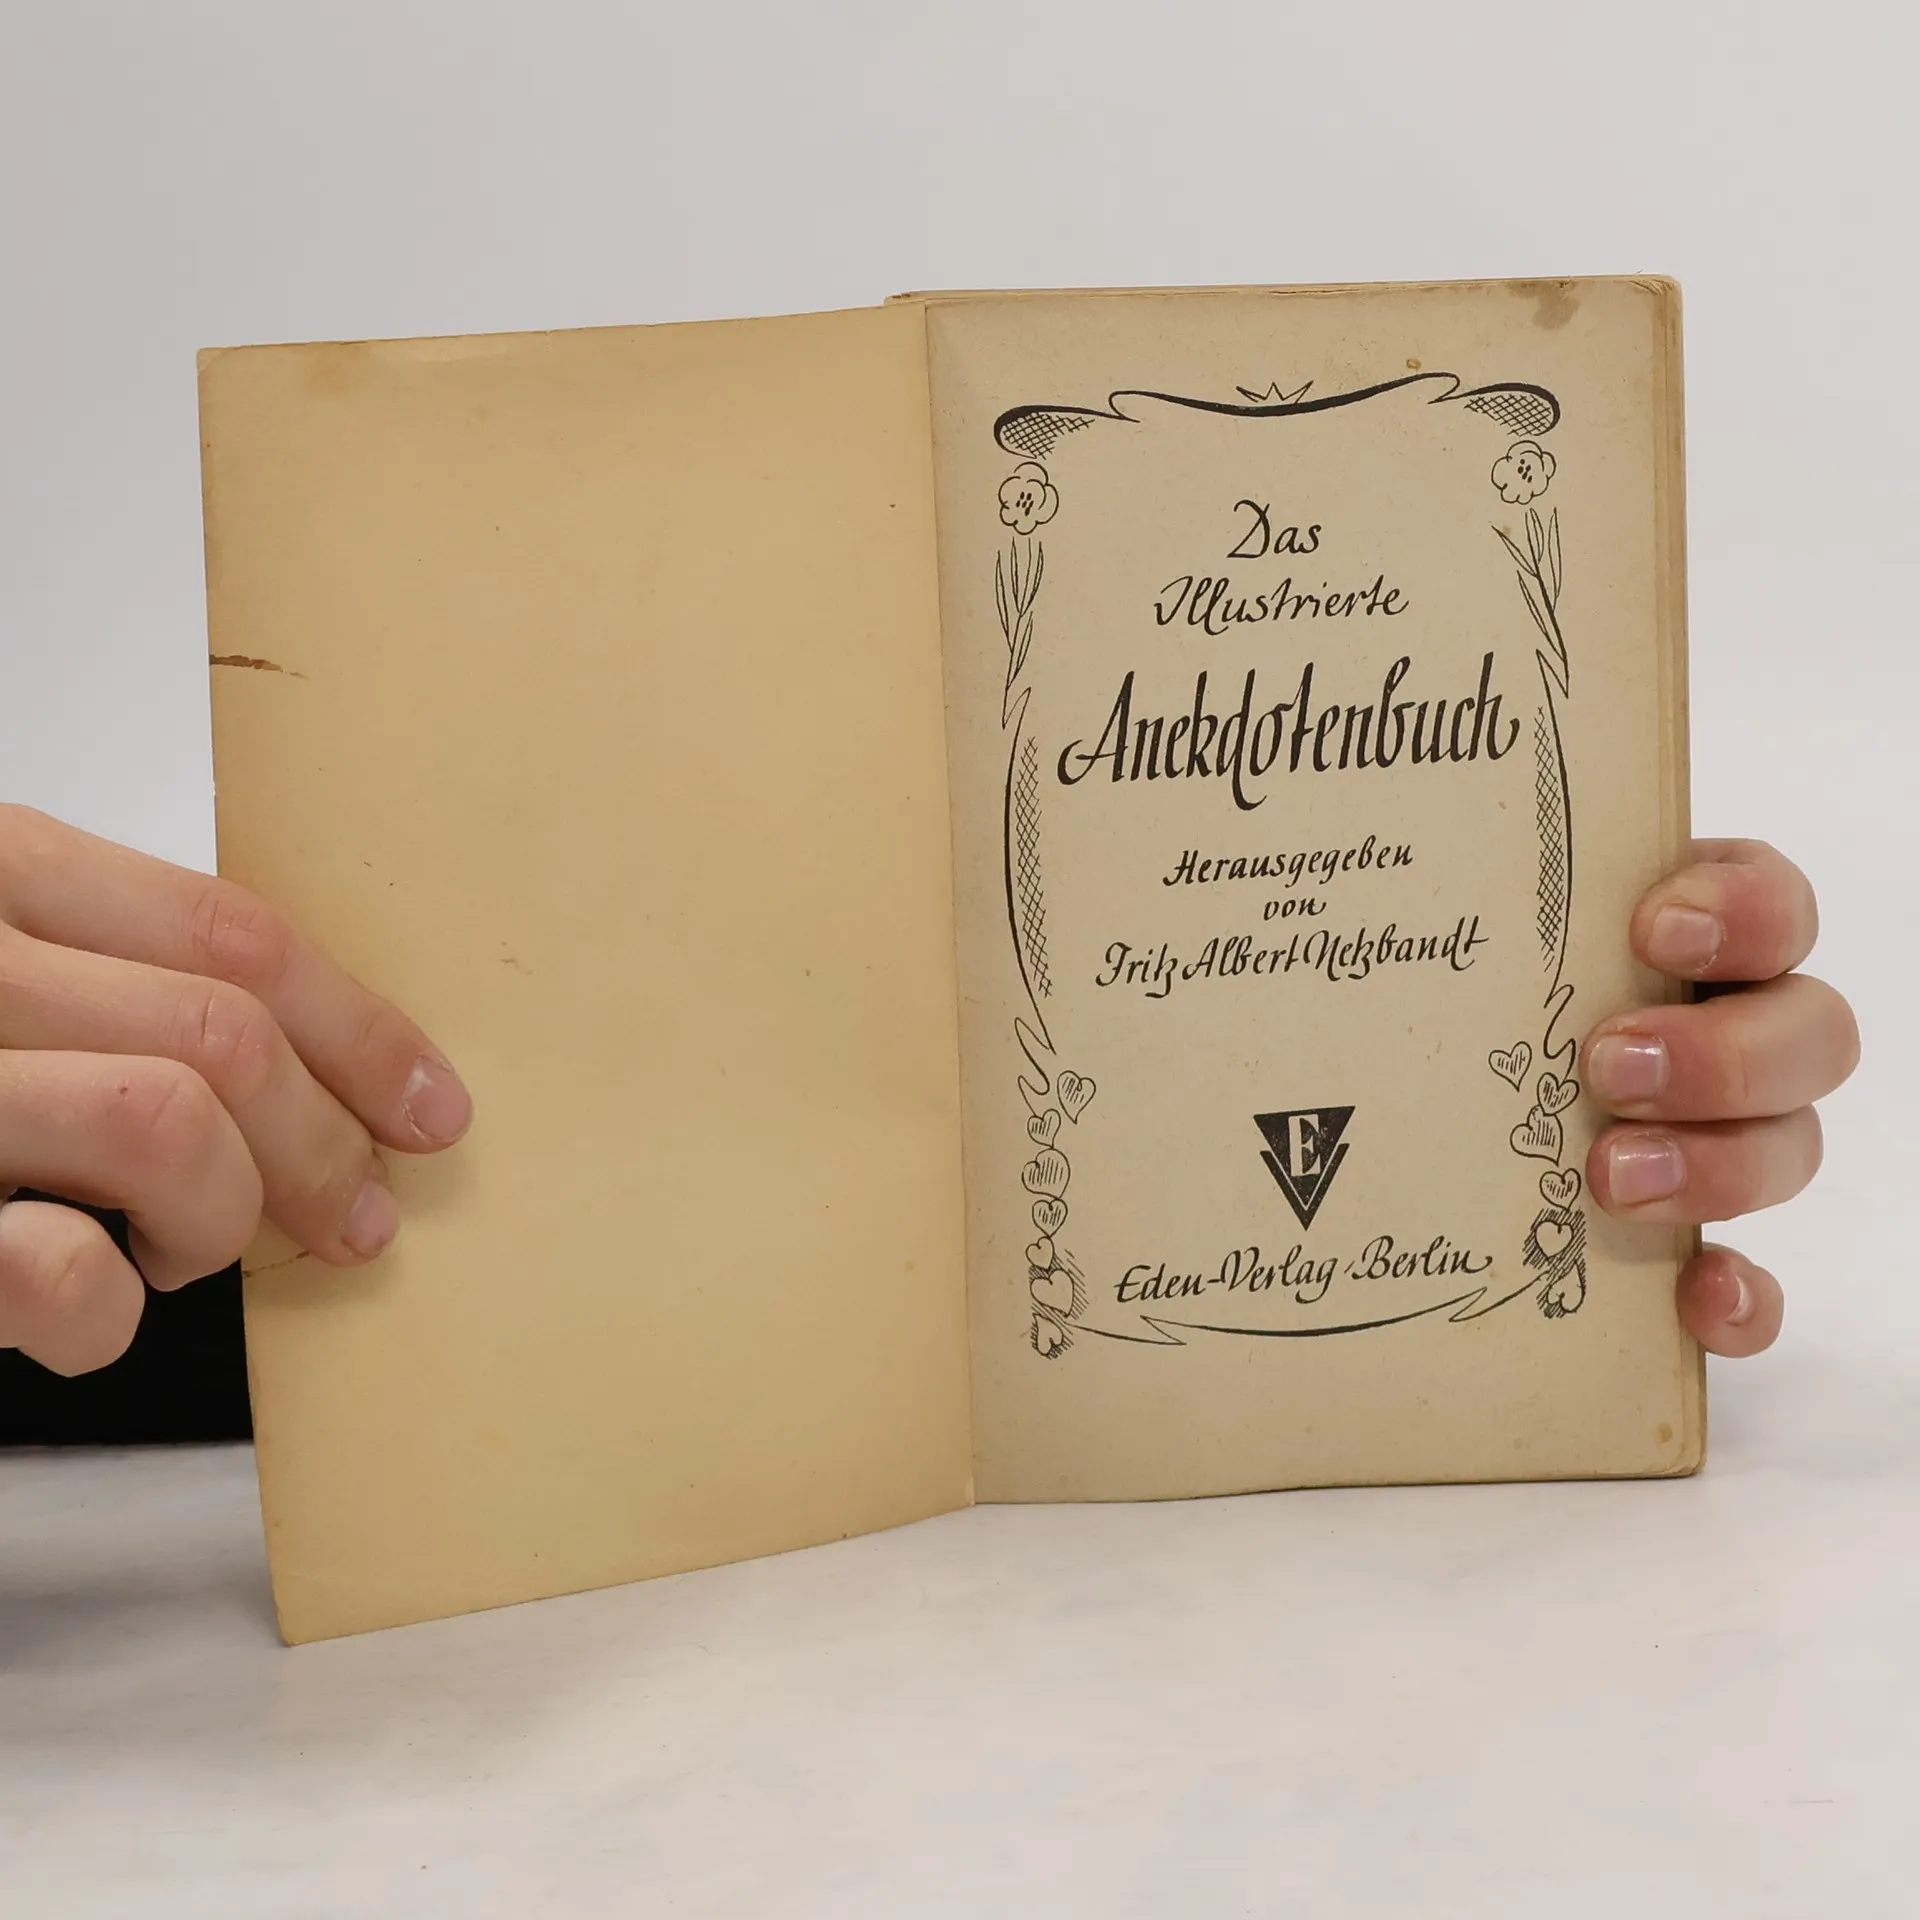 Das
Illustrierte
Anekdotenbuch
Herausgegeben
von
Fritz Albert Netzbandt
E
Eden-Verlag-Berlin